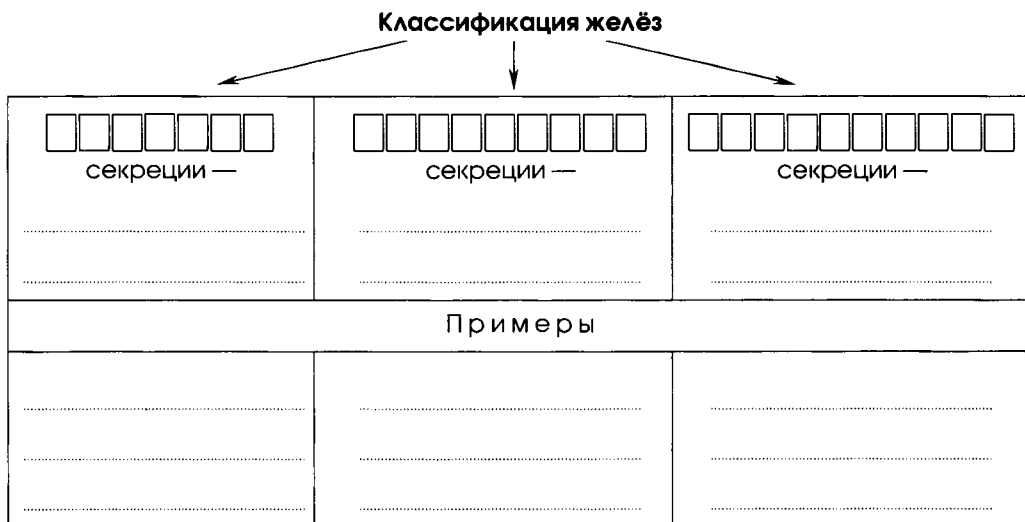 Классификация желёз
секреции — секреции — секреции —
Примеры